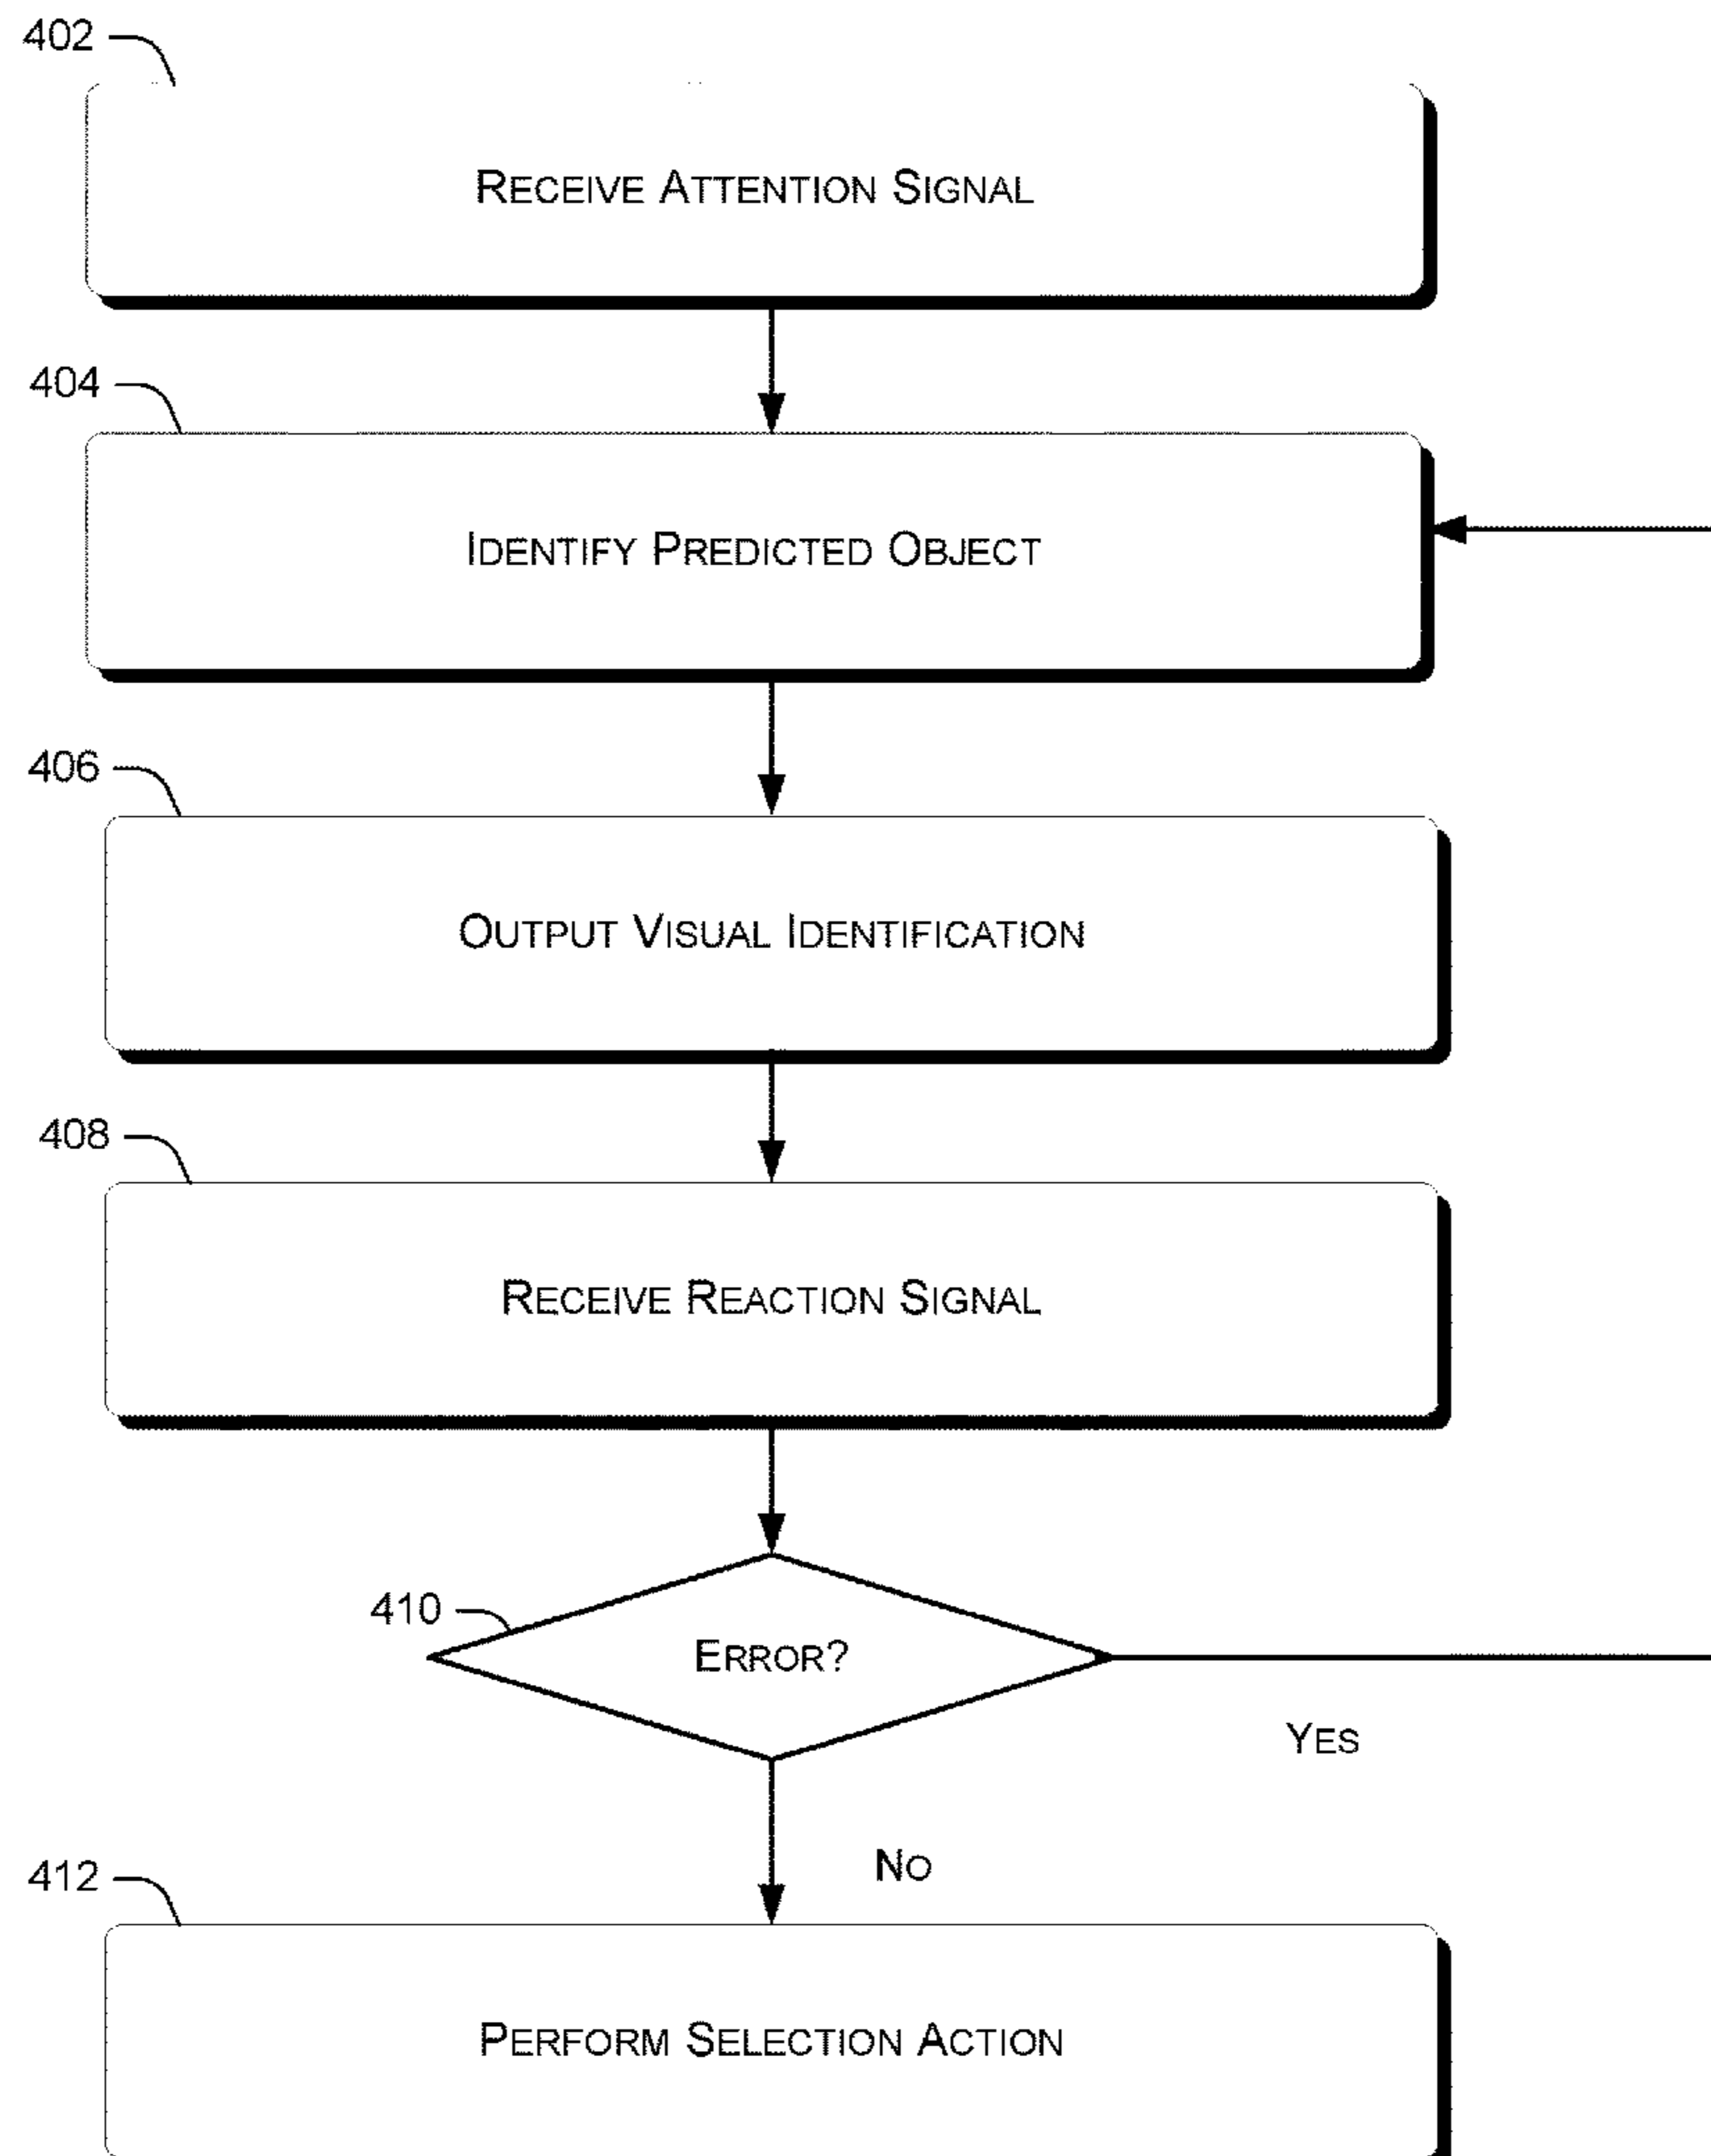 402
RECEIVE ATTENTION SIGNAL
404
IDENTIFY PREDICTED OBJECT
406
OUTPUT VISUAL IDENTIFICATION
408
RECEIVE REACTION SIGNAL
410
ERROR?
YES
NO
412
PERFORM SELECTION ACTION